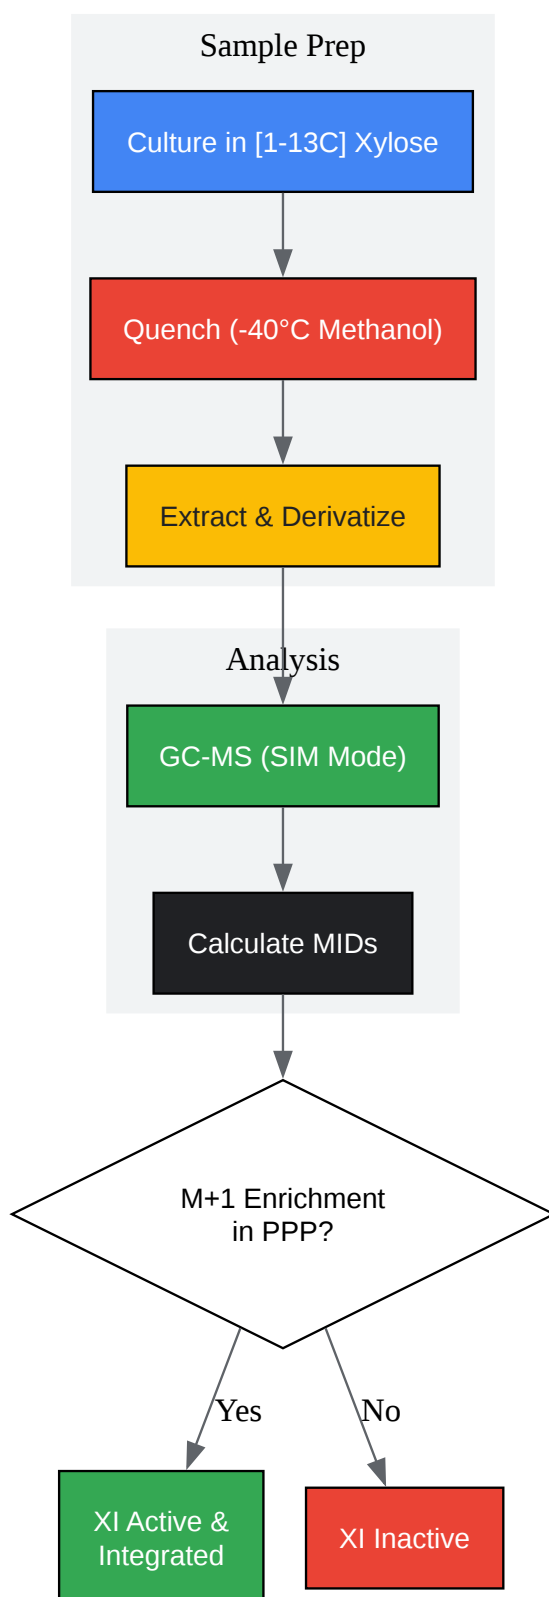 Sample Prep
Culture in [1-13C] Xylose
Quench (-40°C Methanol)
Extract & Derivatize
Analysis
GC-MS (SIM Mode)
Calculate MIDs
M+1 Enrichment
in PPP?
Yes
No
XI Active &
Integrated
XI Inactive